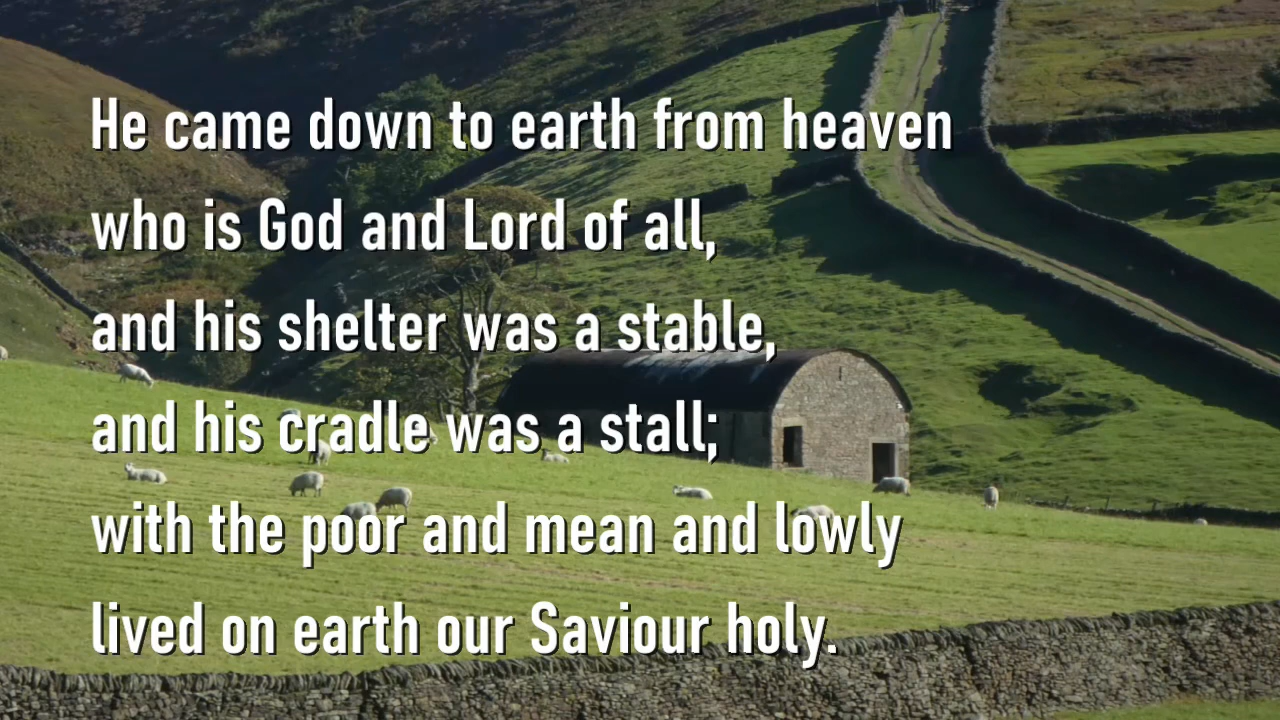 He came down to earth from heaven
who is God and Lord of all,
and his shelter was a stable,
and his cradle was a stall;
with the poor and mean and lowly
lived on earth our Saviour holy.